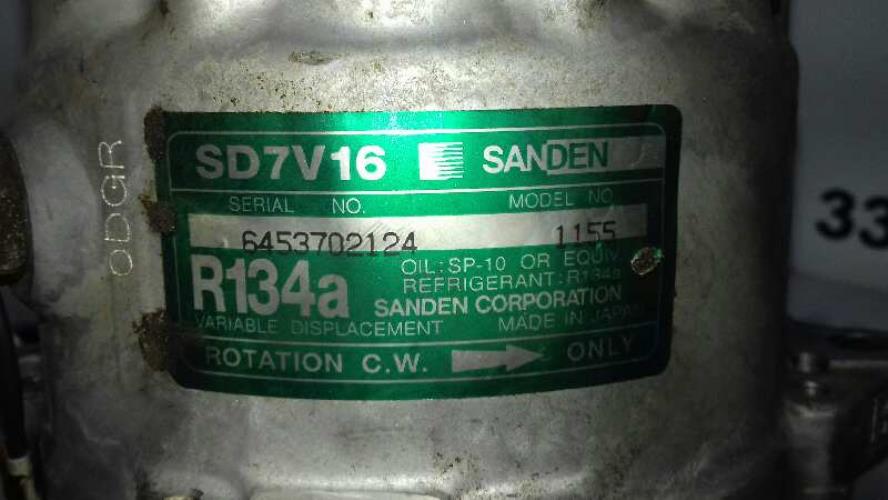 SD7V16 SANDEN
SERIAL NO. MODEL NO.
6453702124 1155
R134a
OIL:SP-10 OR EQUIV.
REFRIGERANT:R134a
SANDEN CORPORATION
VARIABLE DISPLACEMENT MADE IN JAPAN
ROTATION C.W. ONLY
ODGR
33